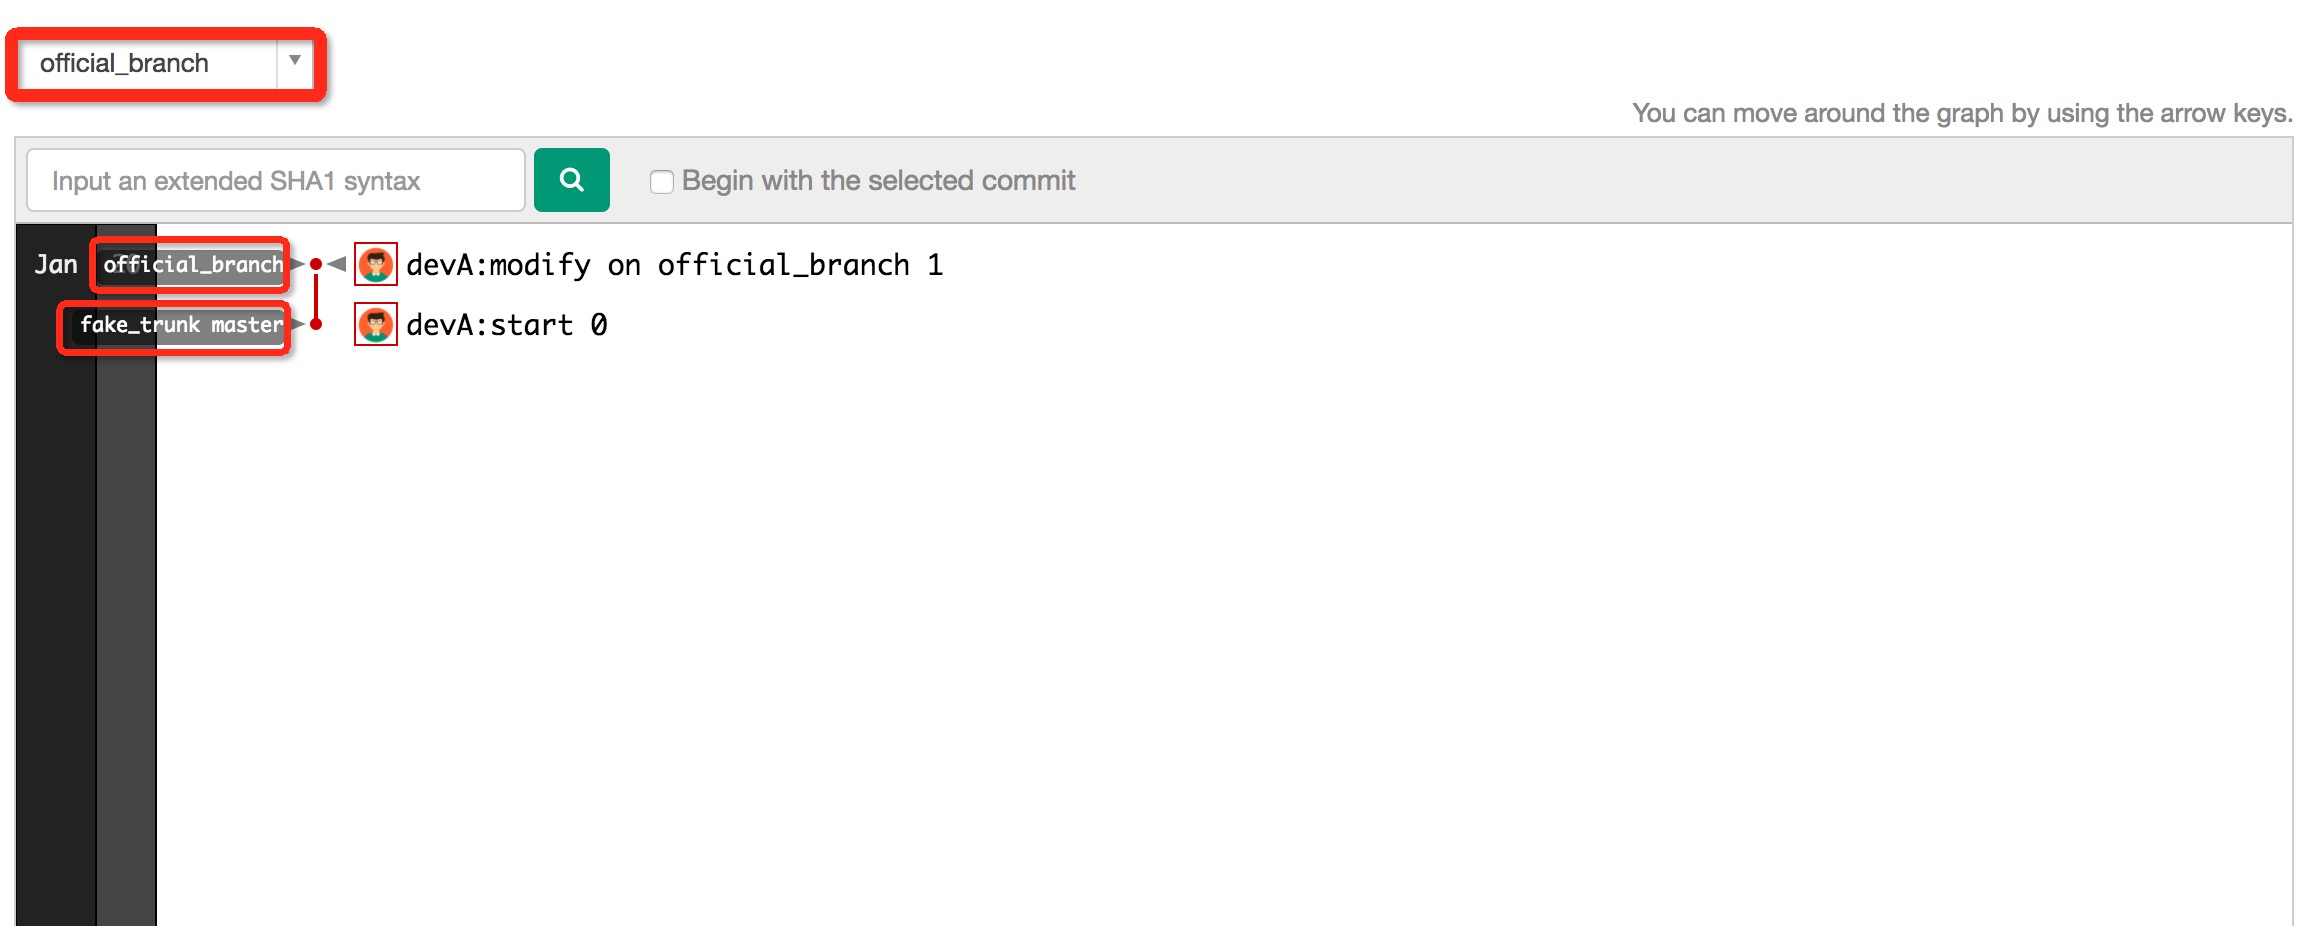 official_branch
You can move around the graph by using the arrow keys.
Input an extended SHA1 syntax
Begin with the selected commit
Jan official_branch devA:modify on official_branch 1
fake_trunk master devA:start 0